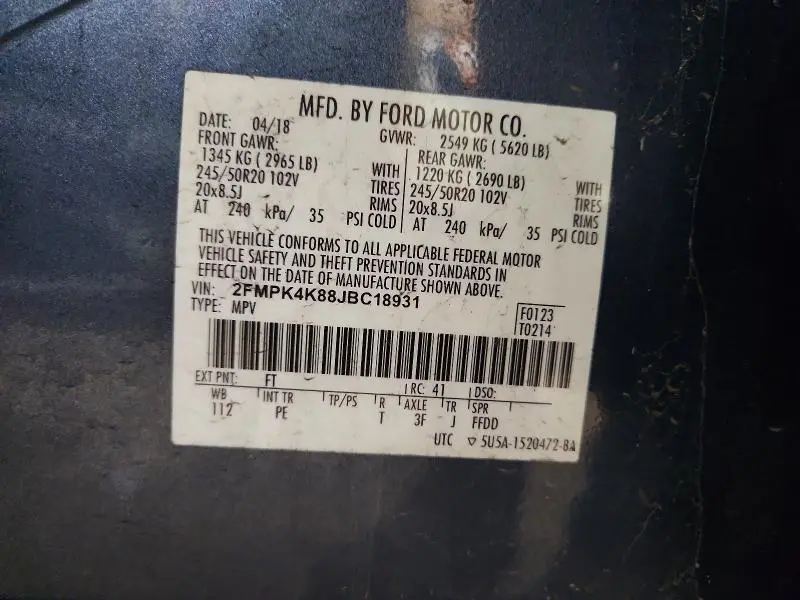 MFD. BY FORD MOTOR CO.
DATE: 04/18 GVWR: 2549 KG ( 5620 LB)
FRONT GAWR: REAR GAWR:
1345 KG ( 2965 LB) WITH 1220 KG ( 2690 LB) WITH
245/50R20 102V TIRES 245/50R20 102V TIRES
20x8.5J RIMS 20x8.5J RIMS
AT 240 kPa/ 35 PSI COLD AT 240 kPa/ 35 PSI COLD
THIS VEHICLE CONFORMS TO ALL APPLICABLE FEDERAL MOTOR
VEHICLE SAFETY AND THEFT PREVENTION STANDARDS IN
EFFECT ON THE DATE OF MANUFACTURE SHOWN ABOVE.
VIN: 2FMPK4K88JBC18931
TYPE: MPV
F0123
T0214
EXT PNT: FT RC: 41 DSO:
WB INT TR TP/PS R AXLE TR SPR
112 PE T 3F J FFDD
UTC ▽ 5U5A-1520472-BA